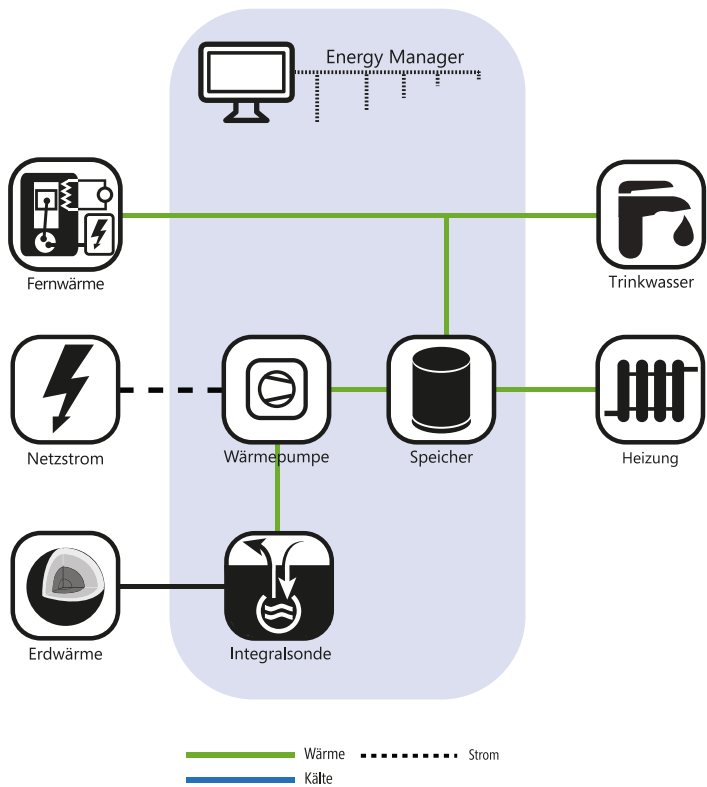 Energy Manager
Fernwärme
Trinkwasser
Netzstrom
Wärmepumpe
Speicher
Heizung
Erdwärme
Integralsonde
Wärme
Strom
Kälte